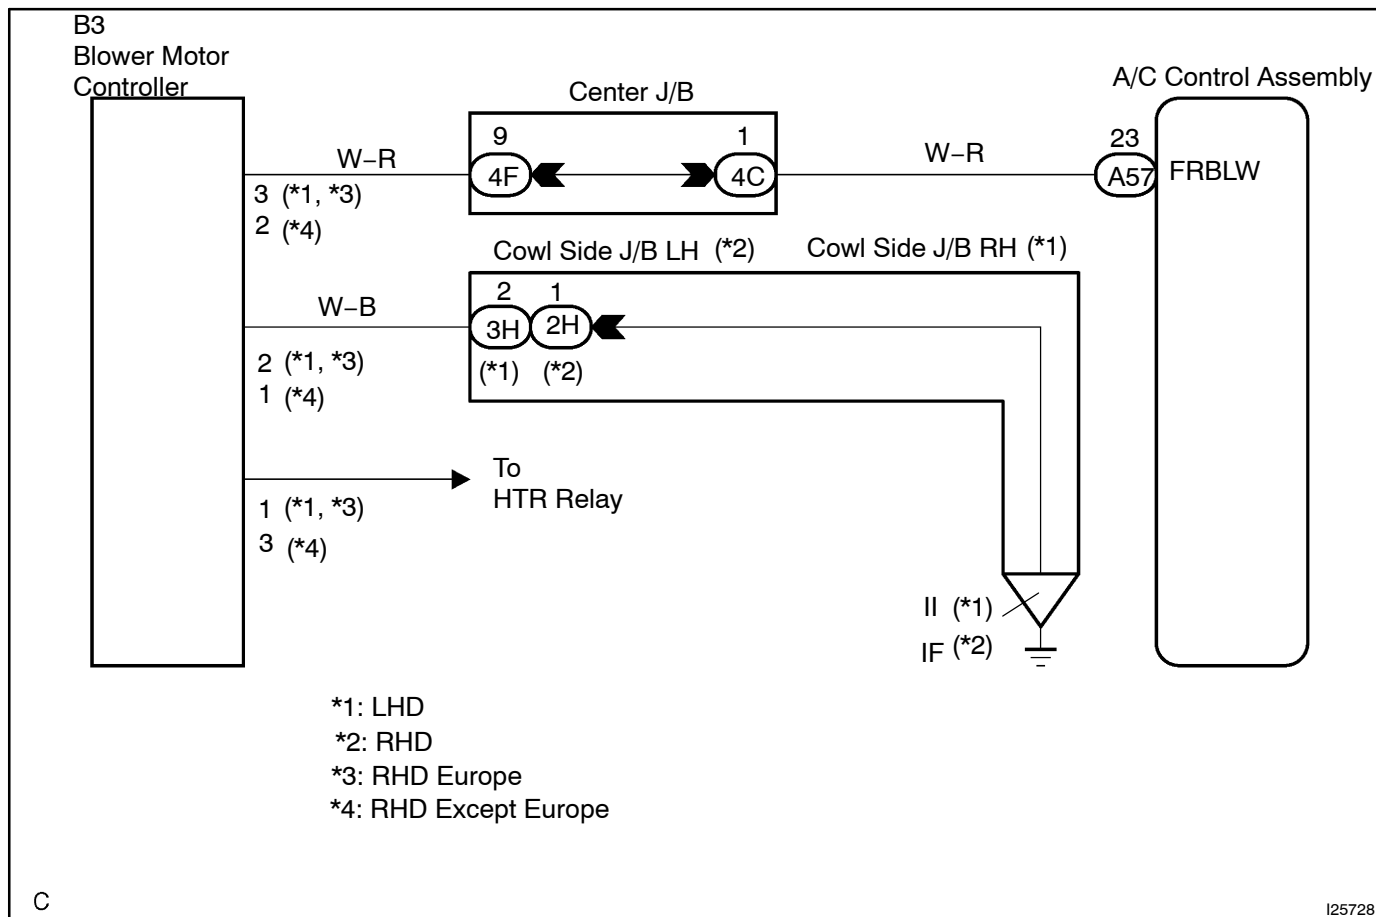 B3
Blower Motor
Controller
Center J/B
A/C Control Assembly
9
1
23
W–R
W–R
4F
4C
A57
FRBLW
3 (*1, *3)
2 (*4)
Cowl Side J/B LH (*2)
Cowl Side J/B RH (*1)
2
1
W–B
3H
2H
2 (*1, *3)
(*1)
(*2)
1 (*4)
To
HTR Relay
1 (*1, *3)
3 (*4)
II (*1)
IF (*2)
*1: LHD
*2: RHD
*3: RHD Europe
*4: RHD Except Europe
C
I25728